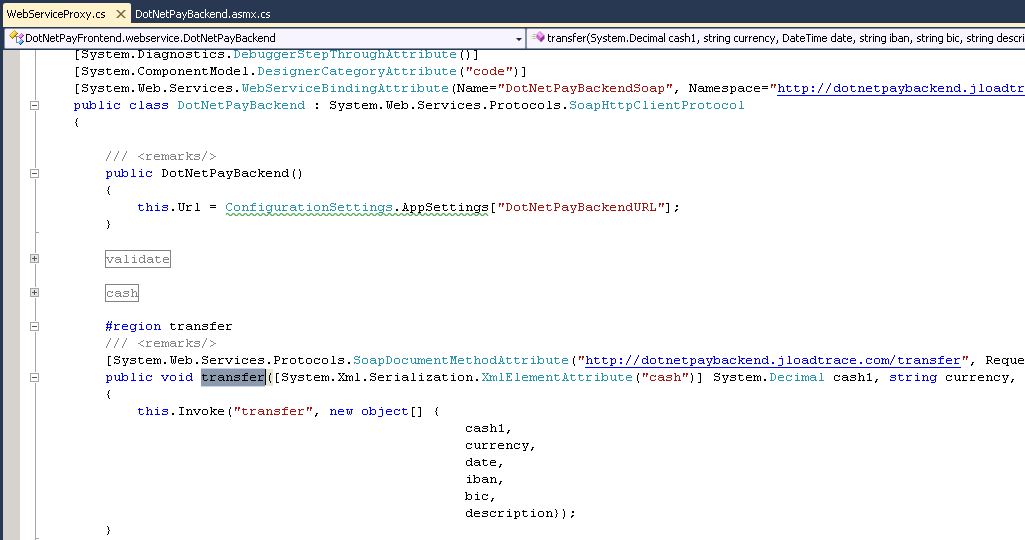 WebServiceProxy.cs DotNetPayBackend.asmx.cs
DotNetPayFrontend.webservice.DotNetPayBackend transfer(System.Decimal cash1, string currency, DateTime date, string iban, string bic, string descri
[System.Diagnostics.DebuggerStepThroughAttribute()]
[System.ComponentModel.DesignerCategoryAttribute("code")]
[System.Web.Services.WebServiceBindingAttribute(Name="DotNetPayBackendSoap", Namespace="http://dotnetpaybackend.jloadtra
public class DotNetPayBackend : System.Web.Services.Protocols.SoapHttpClientProtocol
{
/// <remarks/>
public DotNetPayBackend()
{
this.Url = ConfigurationSettings.AppSettings["DotNetPayBackendURL"];
}
validate
cash
#region transfer
/// <remarks/>
[System.Web.Services.Protocols.SoapDocumentMethodAttribute("http://dotnetpaybackend.jloadtrace.com/transfer", Reque
public void transfer([System.Xml.Serialization.XmlElementAttribute("cash")] System.Decimal cash1, string currency,
{
this.Invoke("transfer", new object[] {
cash1,
currency,
date,
iban,
bic,
description});
}